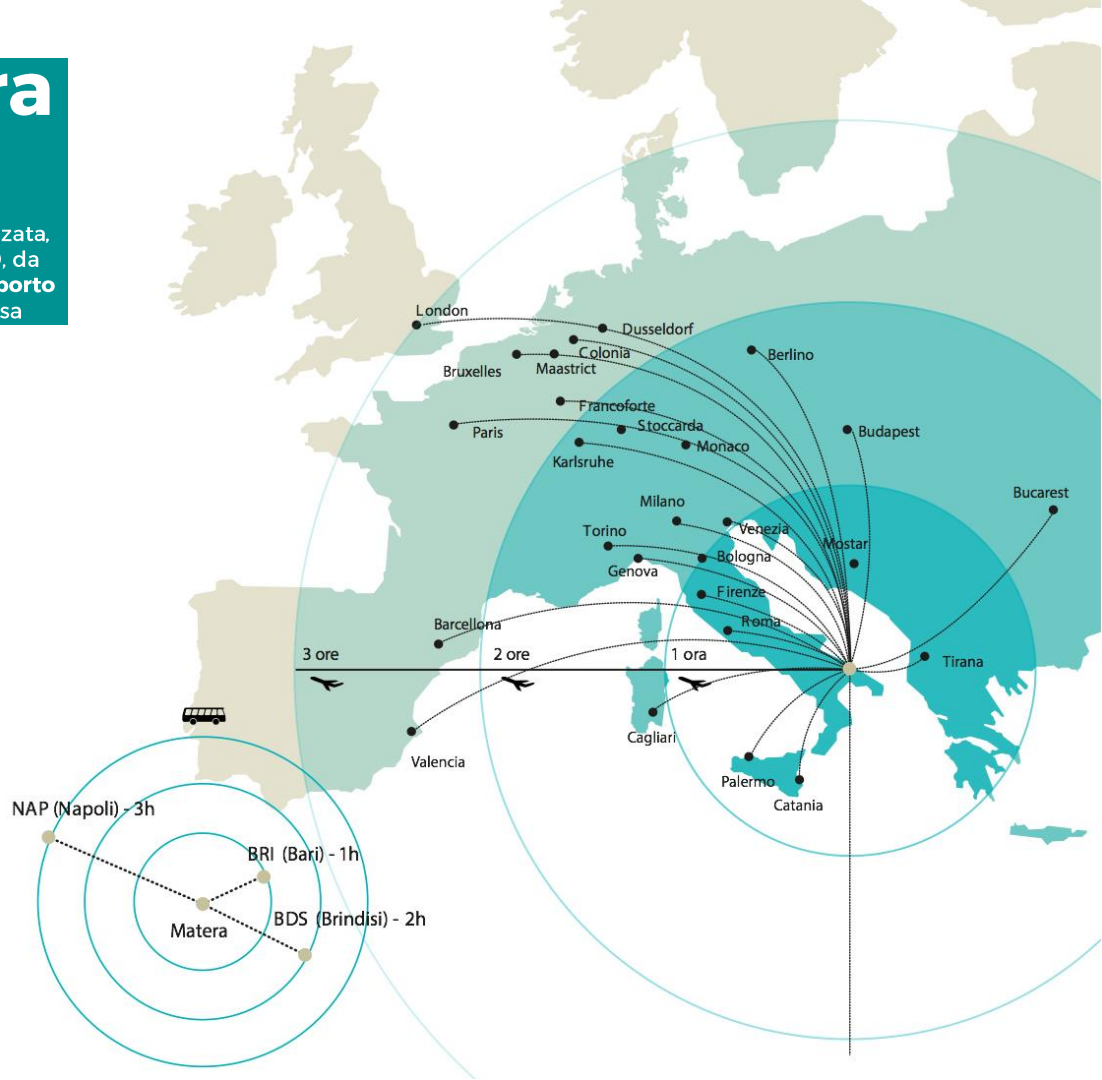 ra
zata,
, da
porto
sa
London
Dusseldorf
Colonia
Bruxelles
Maastrict
Berlino
Francoforte
Paris
Stoccarda
Budapest
Monaco
Karlsruhe
Bucarest
Milano
Venezia
Torino
Mostar
Bologna
Genova
Firenze
Barcellona
Roma
3 ore
2 ore
1 ora
Tirana
Cagliari
Valencia
Palermo
Catania
NAP (Napoli) - 3h
BRI (Bari) - 1h
BDS (Brindisi) - 2h
Matera